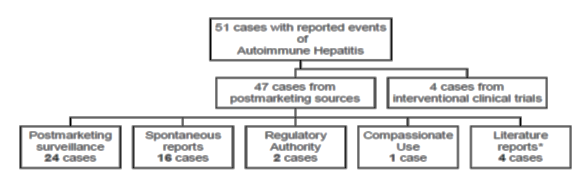 51 cases with reported events
of
Autoimmune Hepatitis
47 cases from
postmarketing sources
4 cases from
interventional clinical trials
Postmarketing
surveillance
24 cases
Spontaneous
reports
16 cases
Regulatory
Authority
2 cases
Compassionate
Use
1 case
Literature
reports*
4 cases